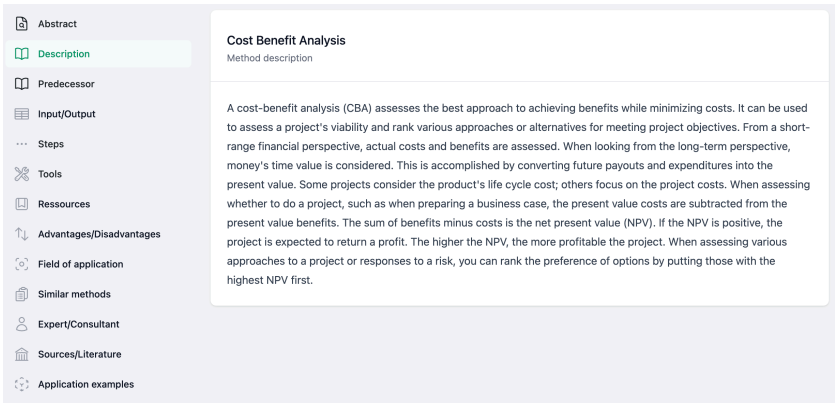 Abstract
Description
Predecessor
Input/Output
Steps
Tools
Ressources
Advantages/Disadvantages
Field of application
Similar methods
Expert/Consultant
Sources/Literature
Application examples
Cost Benefit Analysis
Method description
A cost-benefit analysis (CBA) assesses the best approach to achieving benefits while minimizing costs. It can be used
to assess a project's viability and rank various approaches or alternatives for meeting project objectives. From a short-
range financial perspective, actual costs and benefits are assessed. When looking from the long-term perspective,
money's time value is considered. This is accomplished by converting future payouts and expenditures into the
present value. Some projects consider the product's life cycle cost; others focus on the project costs. When assessing
whether to do a project, such as when preparing a business case, the present value costs are subtracted from the
present value benefits. The sum of benefits minus costs is the net present value (NPV). If the NPV is positive, the
project is expected to return a profit. The higher the NPV, the more profitable the project. When assessing various
approaches to a project or responses to a risk, you can rank the preference of options by putting those with the
highest NPV first.